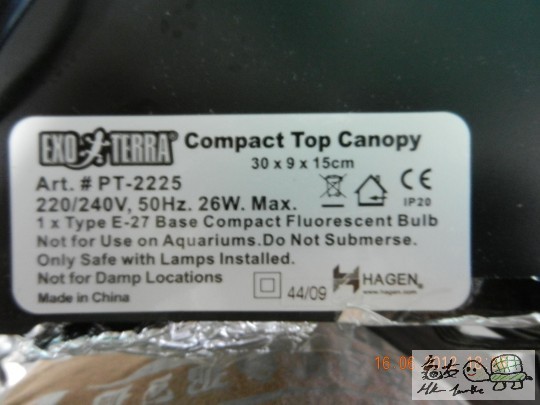 EXO TERRA® Compact Top Canopy
30 x 9 x 15cm
Art. # PT-2225
220/240V, 50Hz. 26W. Max.
CE
IP20
1 x Type E-27 Base Compact Fluorescent Bulb
Not for Use on Aquariums.Do Not Submerse.
Only Safe with Lamps Installed.
Not for Damp Locations
Made in China
44/09
HAGEN®
www.hagen.com